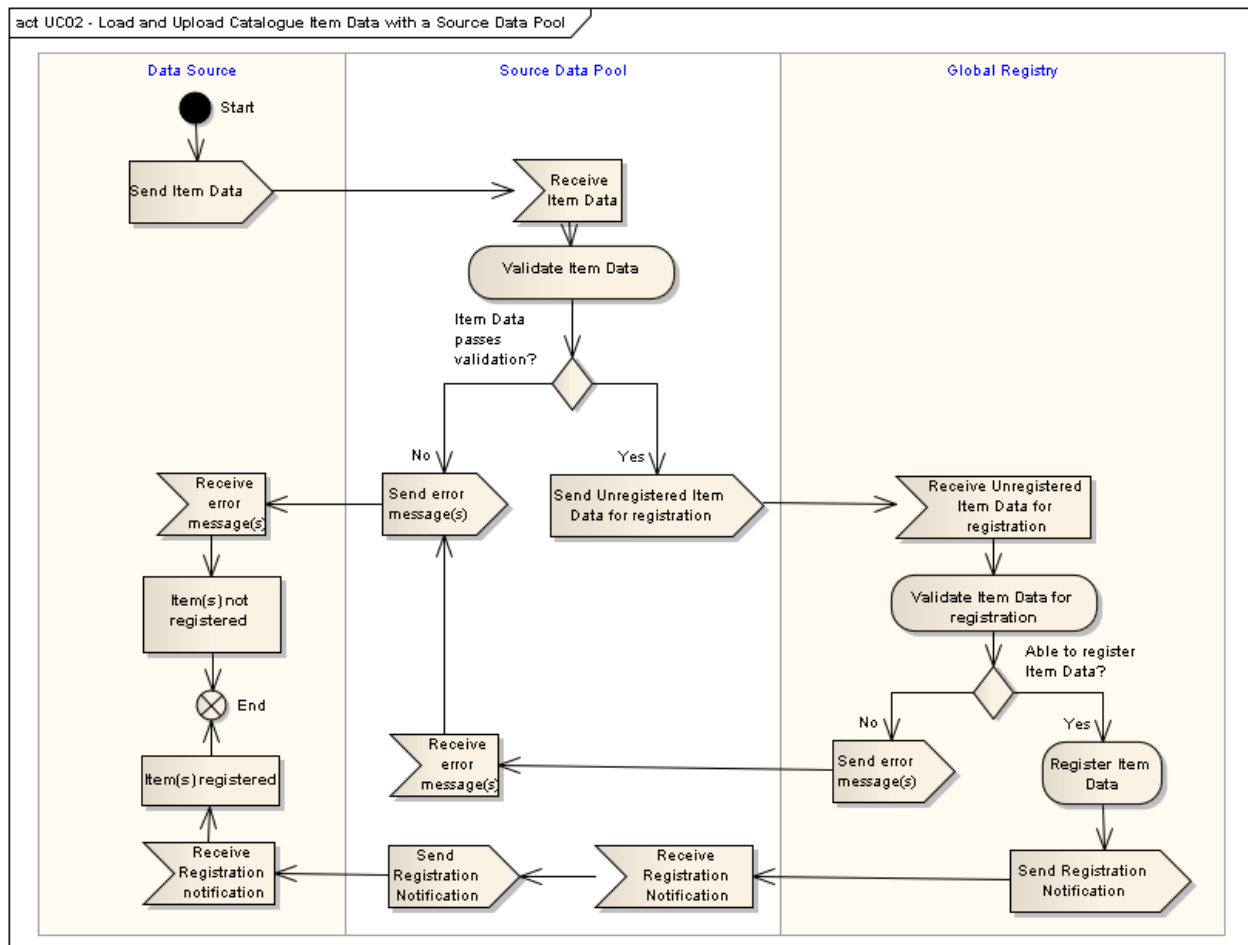 act UC02 - Load and Upload Catalogue Item Data with a Source Data Pool
Data Source
Source Data Pool
Global Registry
Start
Send Item Data
Receive
Item Data
Validate Item Data
Item Data
passes
validation?
No
Yes
Receive
error
message(s)
Send error
message(s)
Send Unregistered Item
Data for registration
Receive Unregistered
Item Data for
registration
Item(s) not
registered
Validate Item Data for
registration
Able to register
Item Data?
End
No
Yes
Item(s) registered
Receive
error
message(s)
Send error
message(s)
Register Item
Data
Receive
Registration
notification
Send
Registration
Notification
Receive
Registration
Notification
Send Registration
Notification